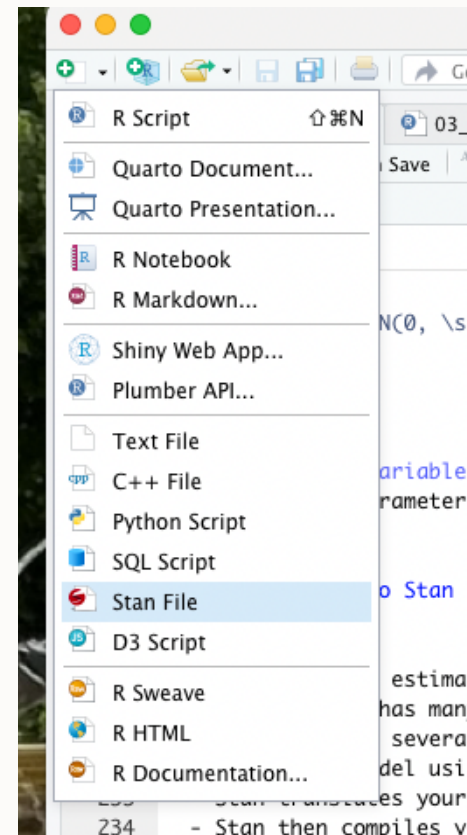 Go
R Script ⇧⌘N
03_
Quarto Document...
Save
Quarto Presentation...
R Notebook
R Markdown...
N(0, \s
Shiny Web App...
Plumber API...
Text File
C++ File
ariable
rameter
Python Script
SQL Script
Stan File
o Stan
D3 Script
R Sweave
estima
has man
R HTML
severa
R Documentation...
del usi
234 - Stan then compiles y